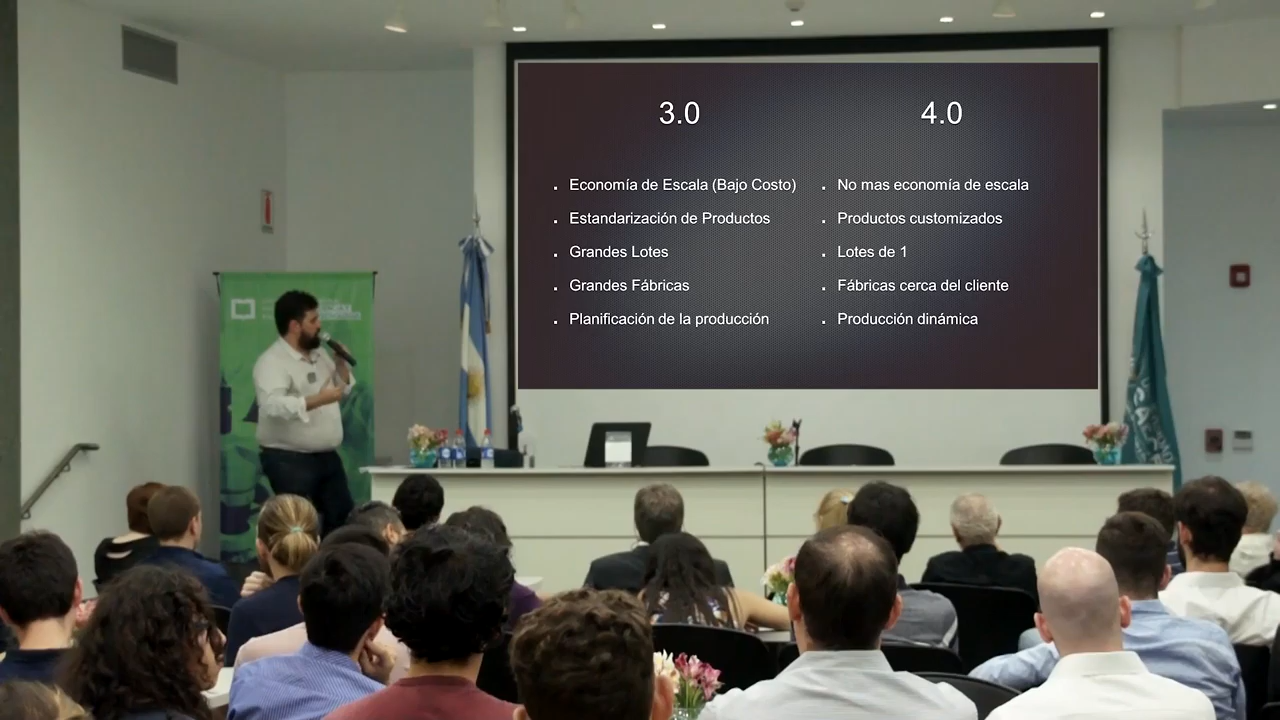 3.0
4.0
. Economía de Escala (Bajo Costo)
. Estandarización de Productos
. Grandes Lotes
. Grandes Fábricas
. Planificación de la producción
. No mas economía de escala
. Productos customizados
. Lotes de 1
. Fábricas cerca del cliente
. Producción dinámica